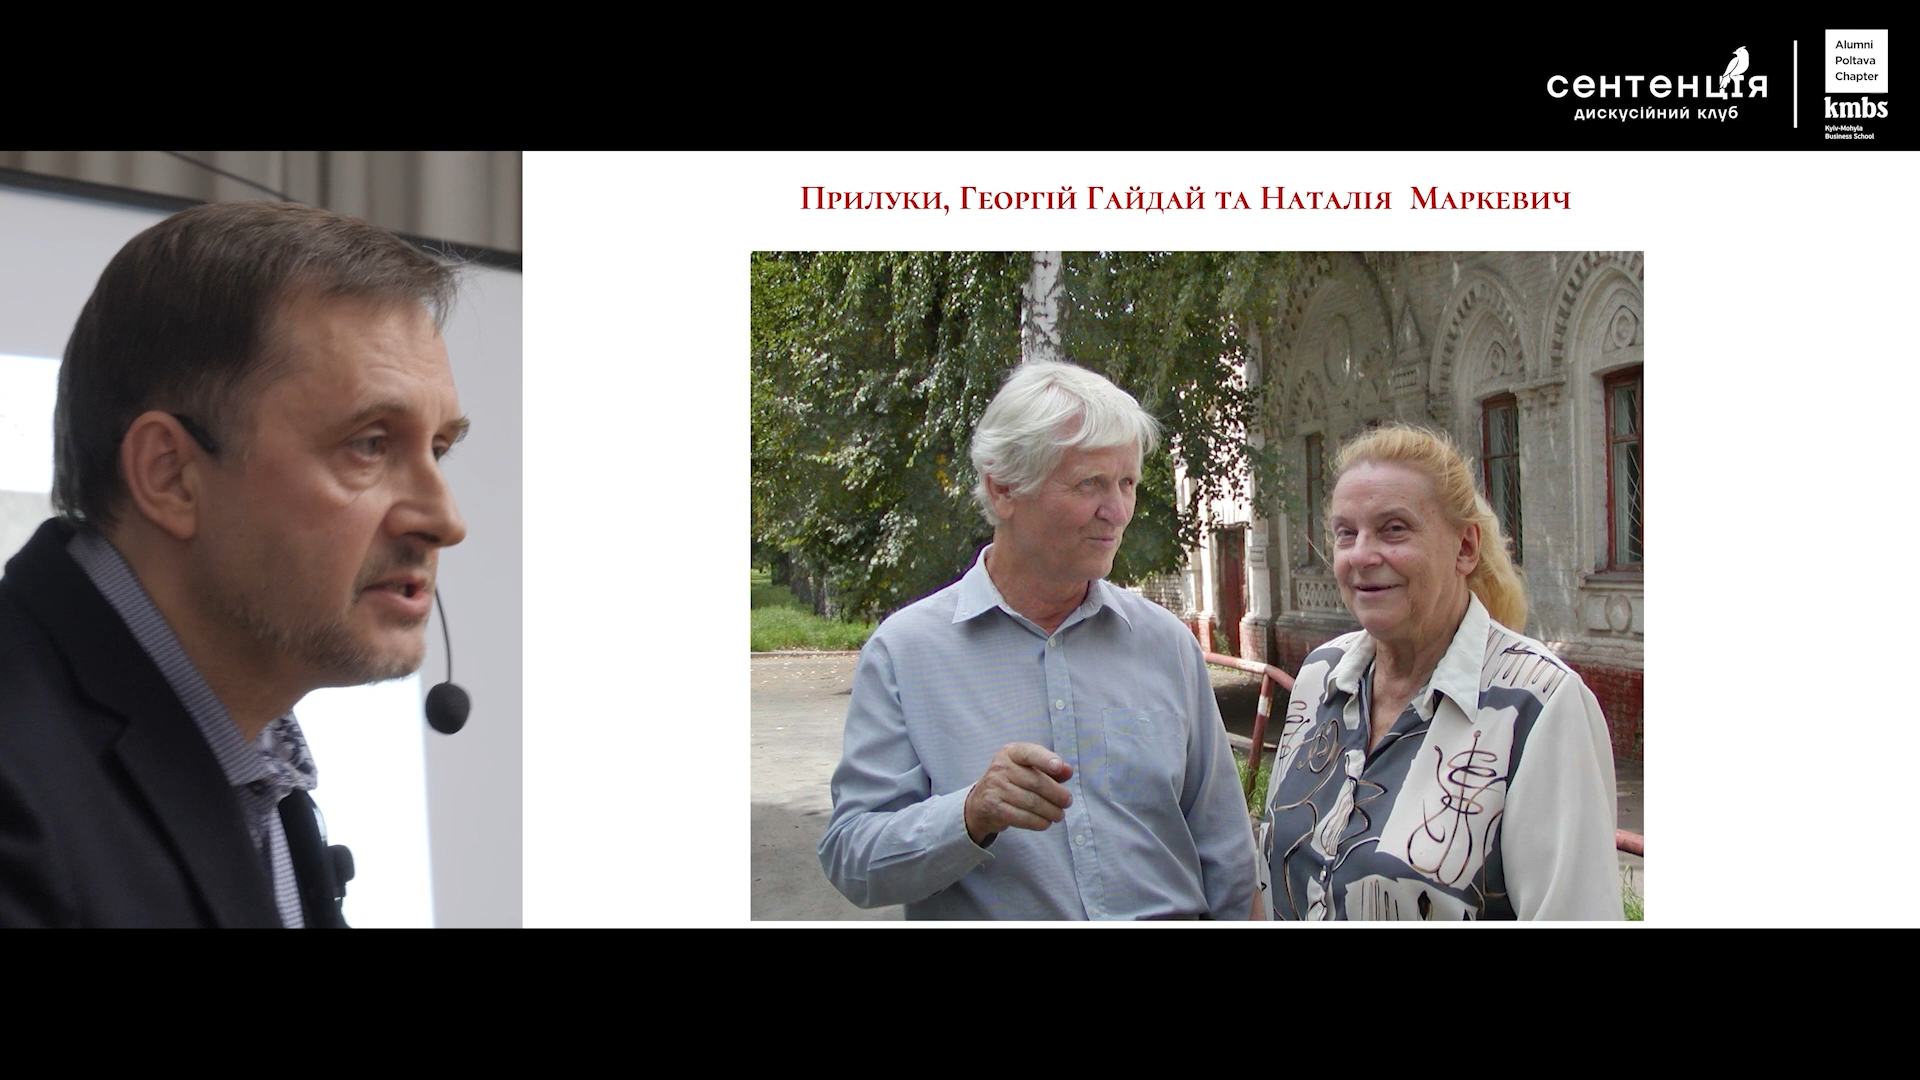 сентенція
дискусійний клуб
Alumni
Poltava
Chapter
kmbs
Kyiv-Mohyla
Business School
Прилуки, Георгій Гайдай та Наталія Маркевич